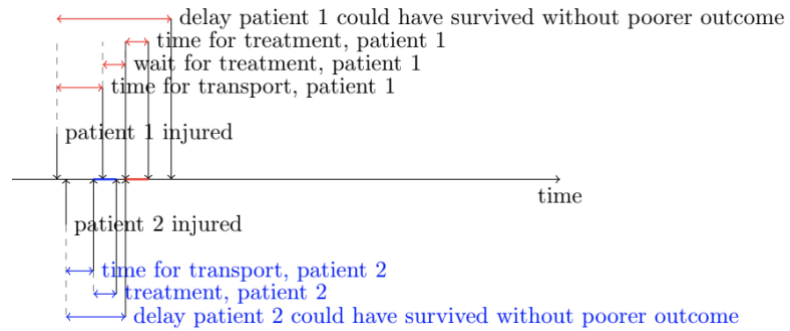 delay patient 1 could have survived without poorer outcome
time for treatment, patient 1
wait for treatment, patient 1
time for transport, patient 1
patient 1 injured
time
patient 2 injured
time for transport, patient 2
treatment, patient 2
delay patient 2 could have survived without poorer outcome